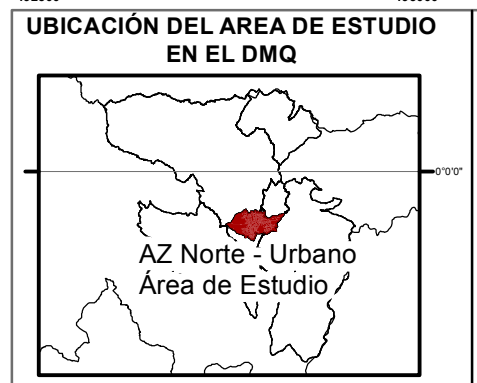 UBICACIÓN DEL AREA DE ESTUDIO
EN EL DMQ
0°0'0"
AZ Norte - Urbano
Área de Estudio